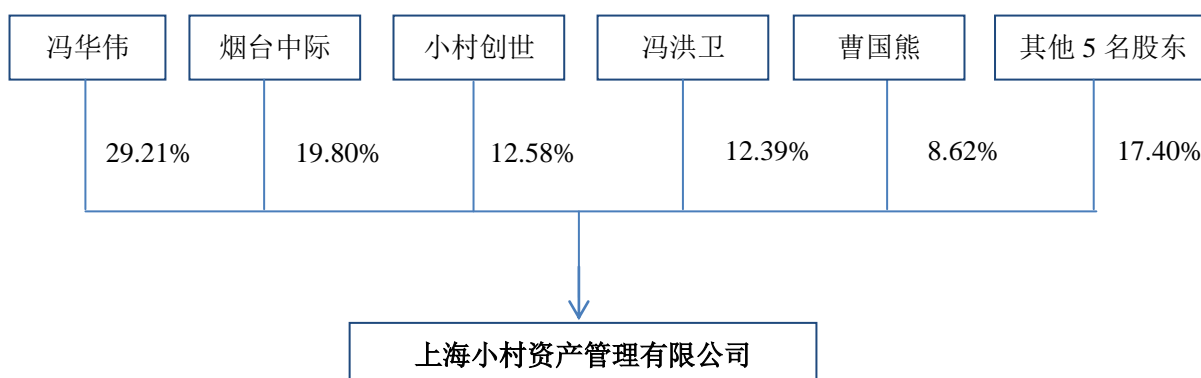 冯华伟 烟台中际 小村创世 冯洪卫 曹国熊 其他 5 名股东
29.21% 19.80% 12.58% 12.39% 8.62% 17.40%
上海小村资产管理有限公司